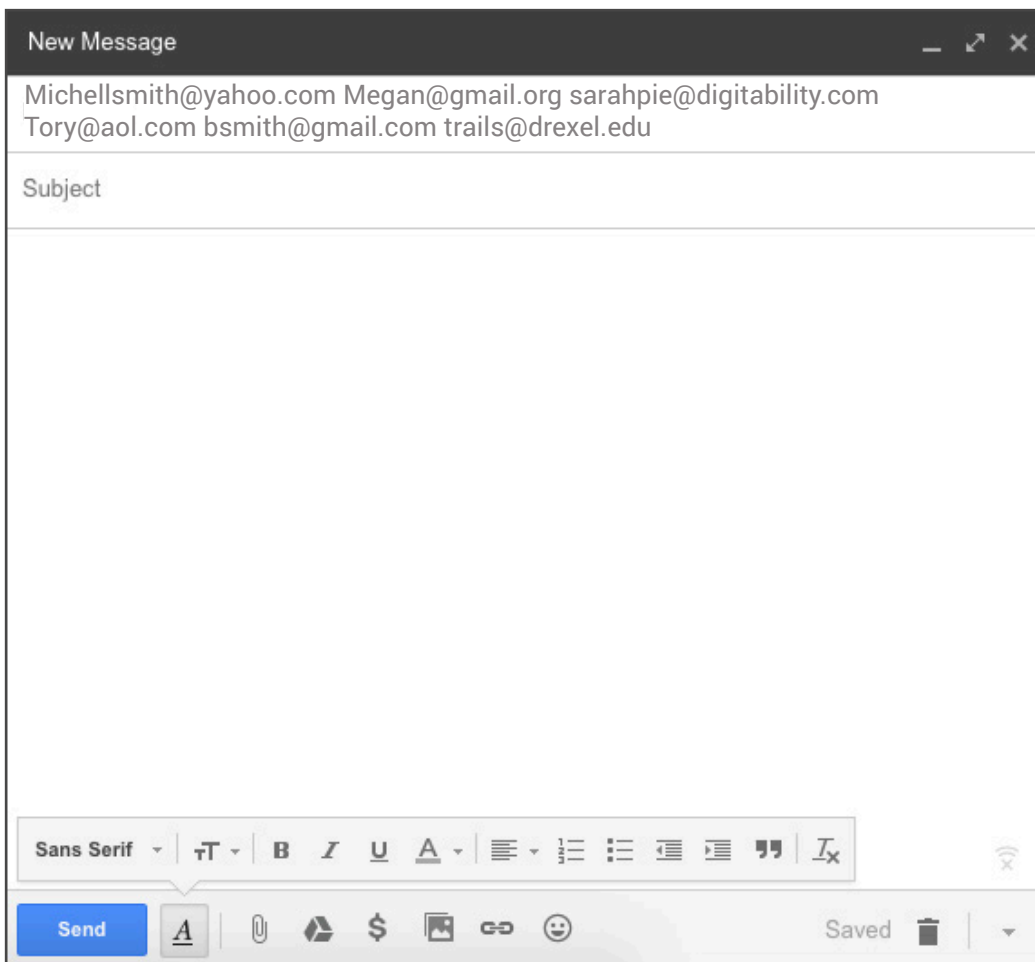 New Message
Michellsmith@yahoo.com Megan@gmail.org sarahpie@digitability.com
Tory@aol.com bsmith@gmail.com trails@drexel.edu
Subject
Sans Serif
Send
Saved